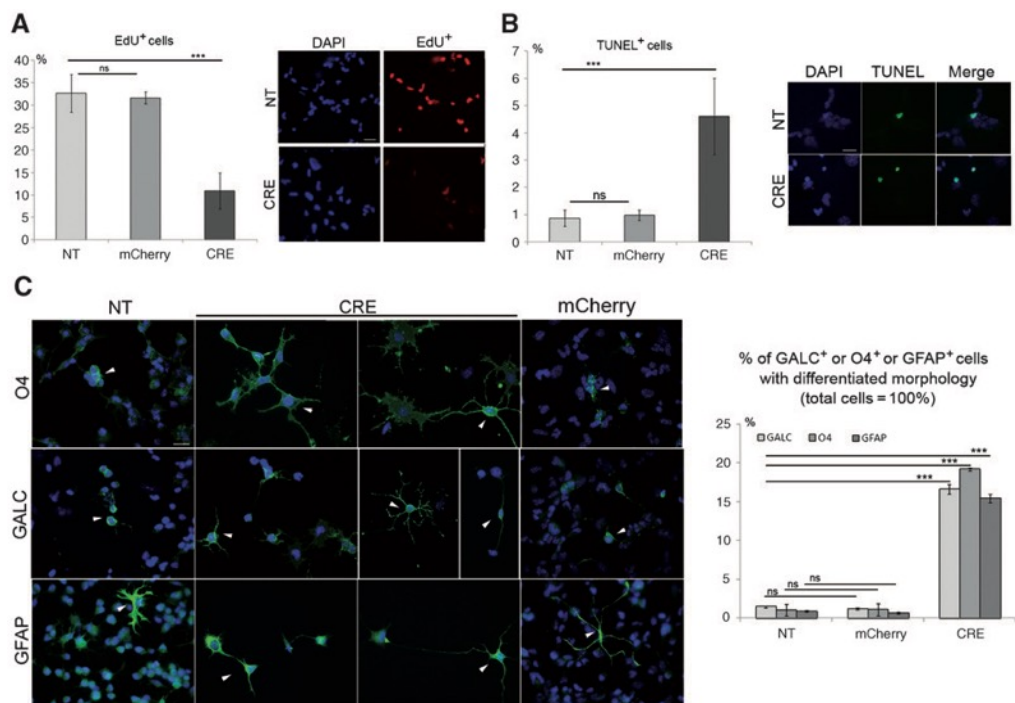 A
EdU⁺ cells
%
40
35
30
25
20
15
10
5
0
ns
***
NT
mCherry
CRE
DAPI
EdU⁺
NT
CRE
B
TUNEL⁺ cells
%
7
6
5
4
3
2
1
0
***
ns
NT
mCherry
CRE
DAPI
TUNEL
Merge
NT
CRE
C
NT
CRE
mCherry
O4
GALC
GFAP
% of GALC⁺ or O4⁺ or GFAP⁺ cells
with differentiated morphology
(total cells = 100%)
%
25
20
15
10
5
0
GALC
O4
GFAP
***
***
***
ns
ns
ns
NT
mCherry
CRE